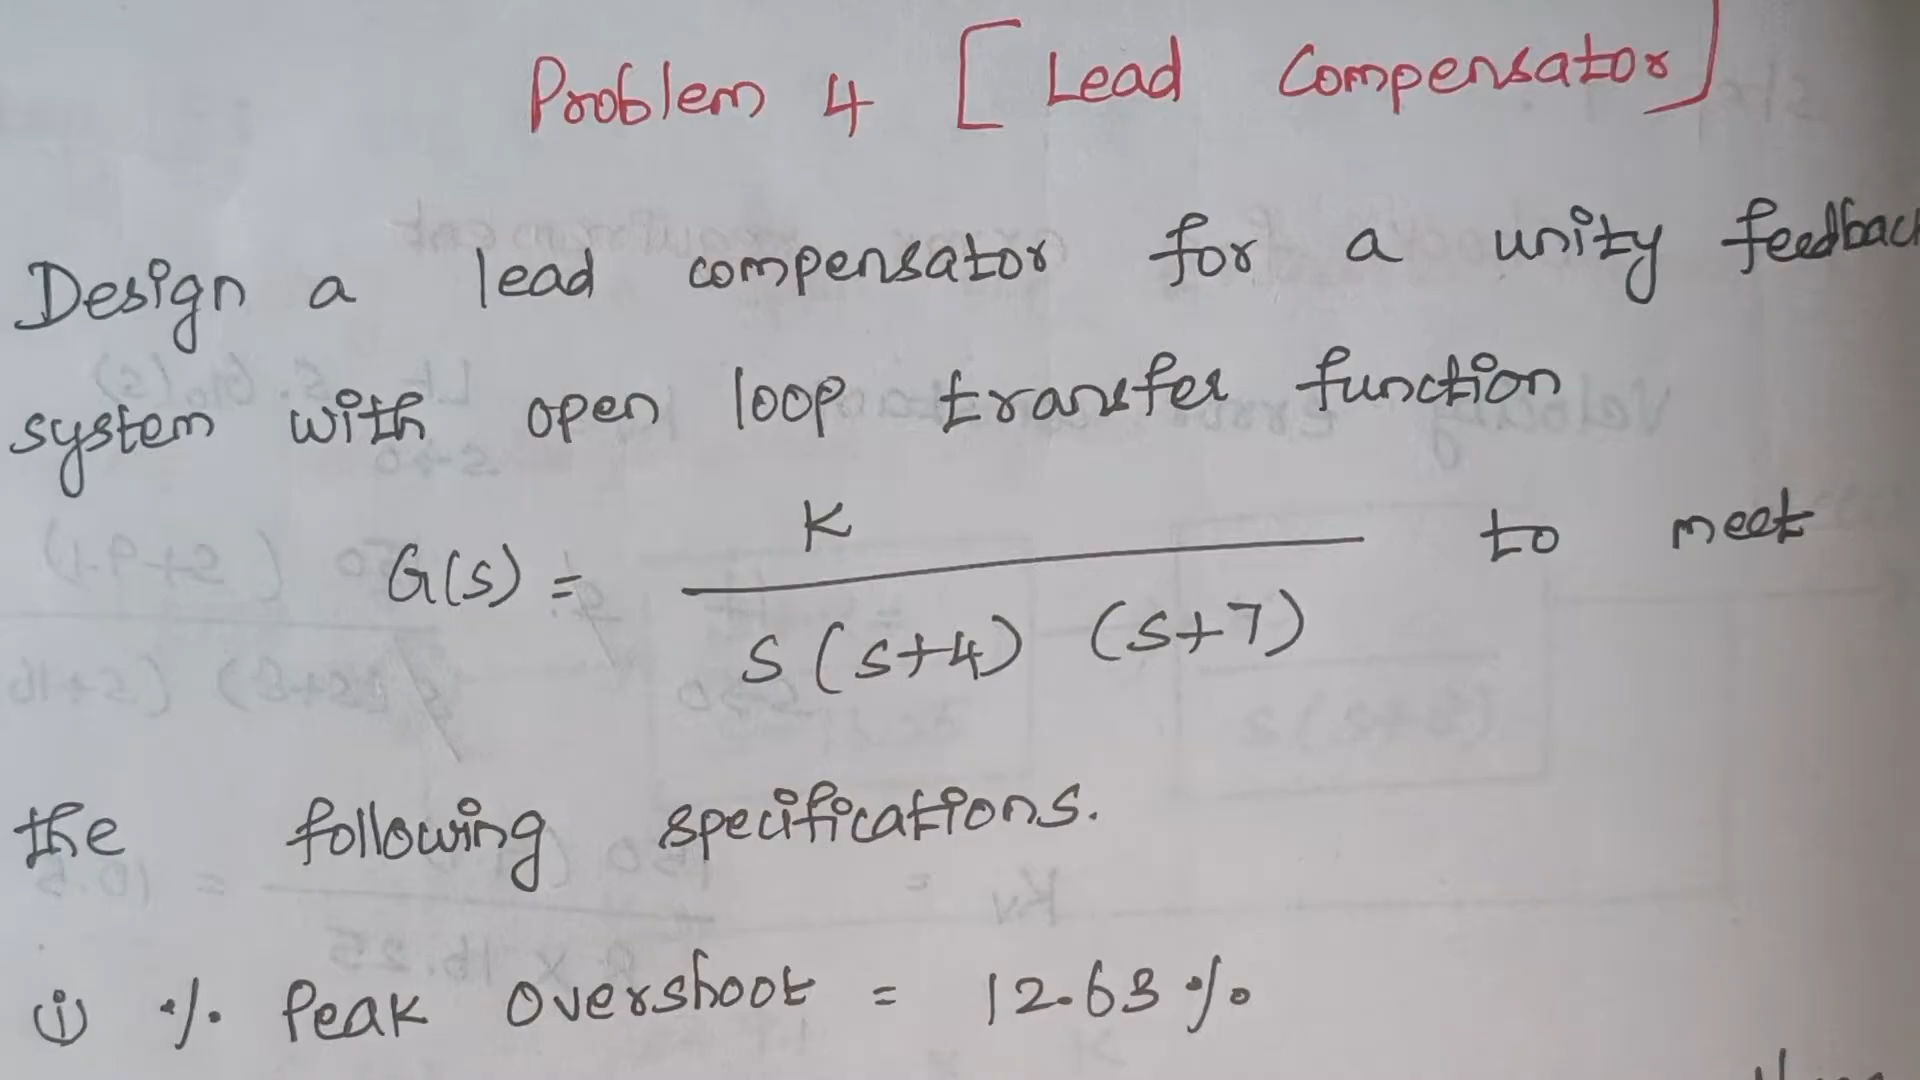 Problem 4 [Lead Compensator]
Design a lead compensator for a unity feedback
system with open loop transfer function
G(s) = K / s(s+4) (s+7) to meet
the following specifications.
(i) % Peak Overshoot = 12.63 %